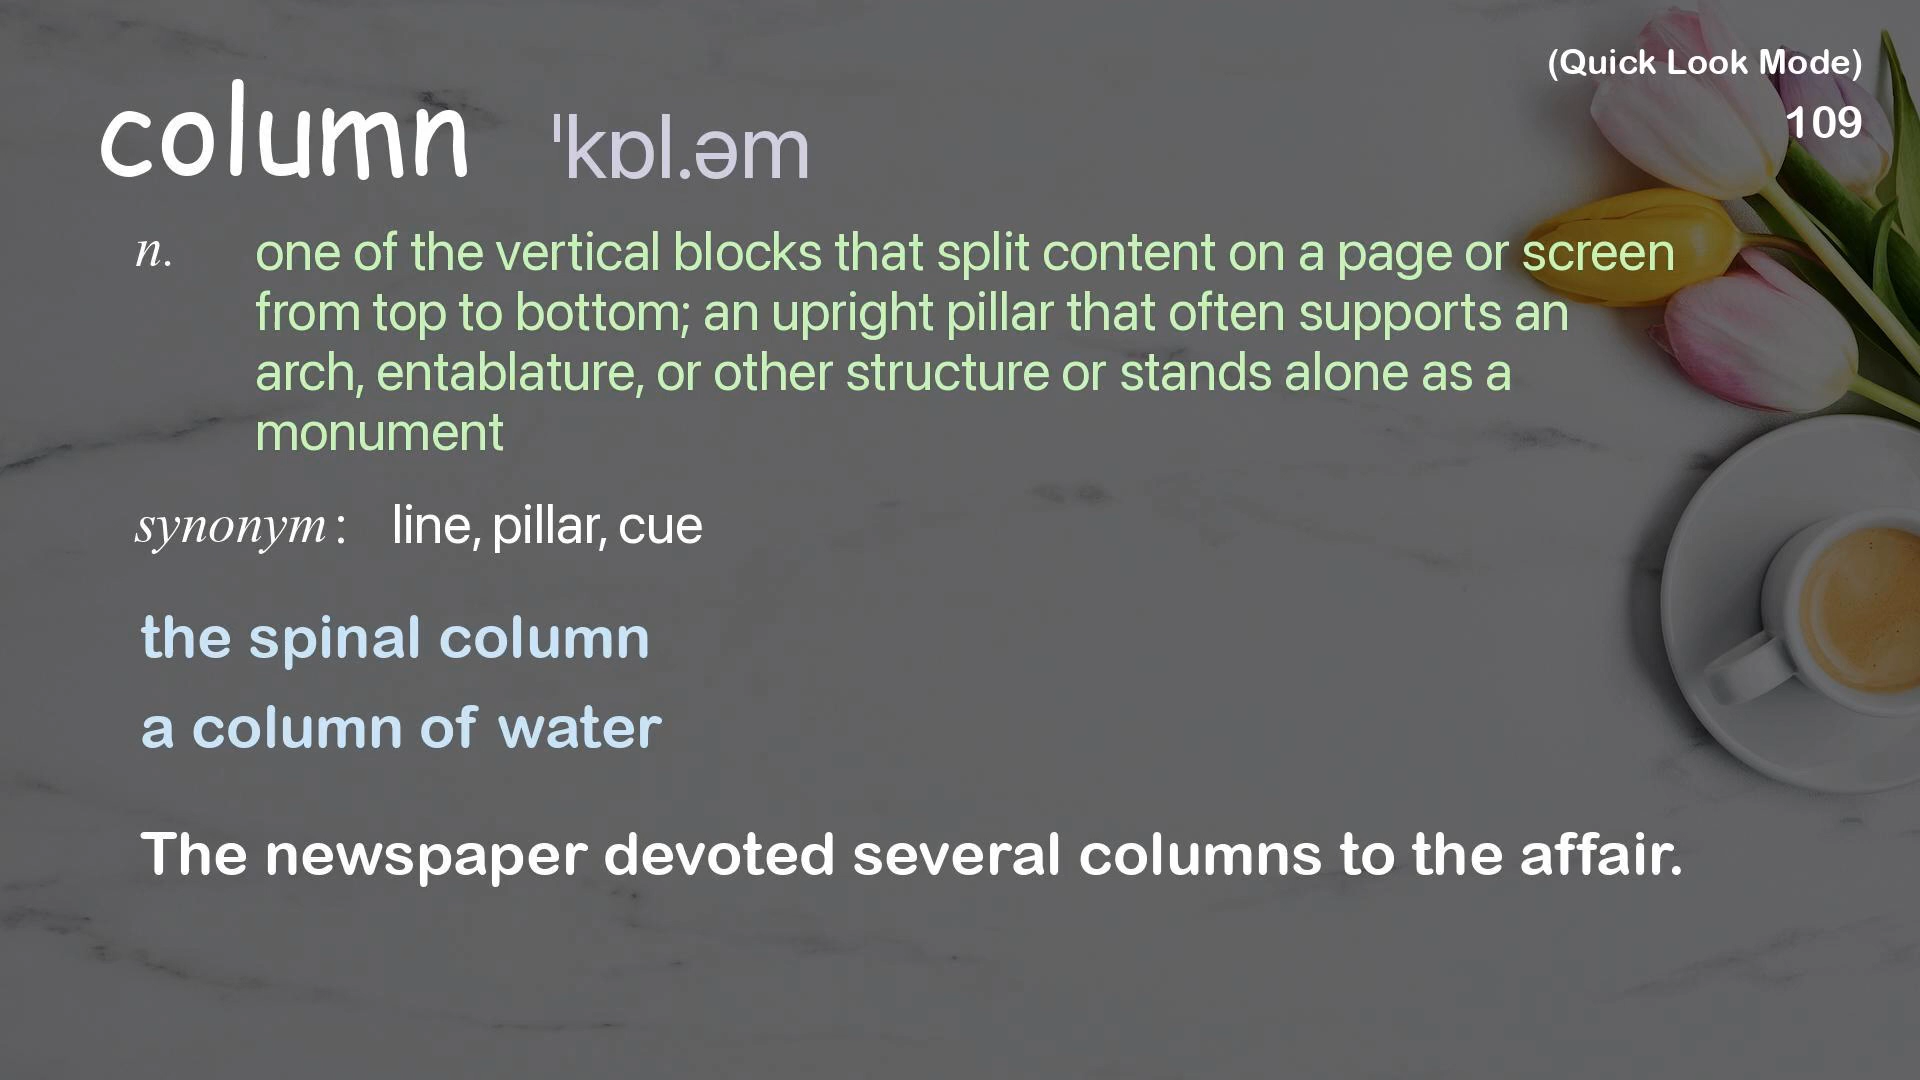 (Quick Look Mode)
109
column ˈkɒl.əm
n. one of the vertical blocks that split content on a page or screen
from top to bottom; an upright pillar that often supports an
arch, entablature, or other structure or stands alone as a
monument
synonym: line, pillar, cue
the spinal column
a column of water
The newspaper devoted several columns to the affair.